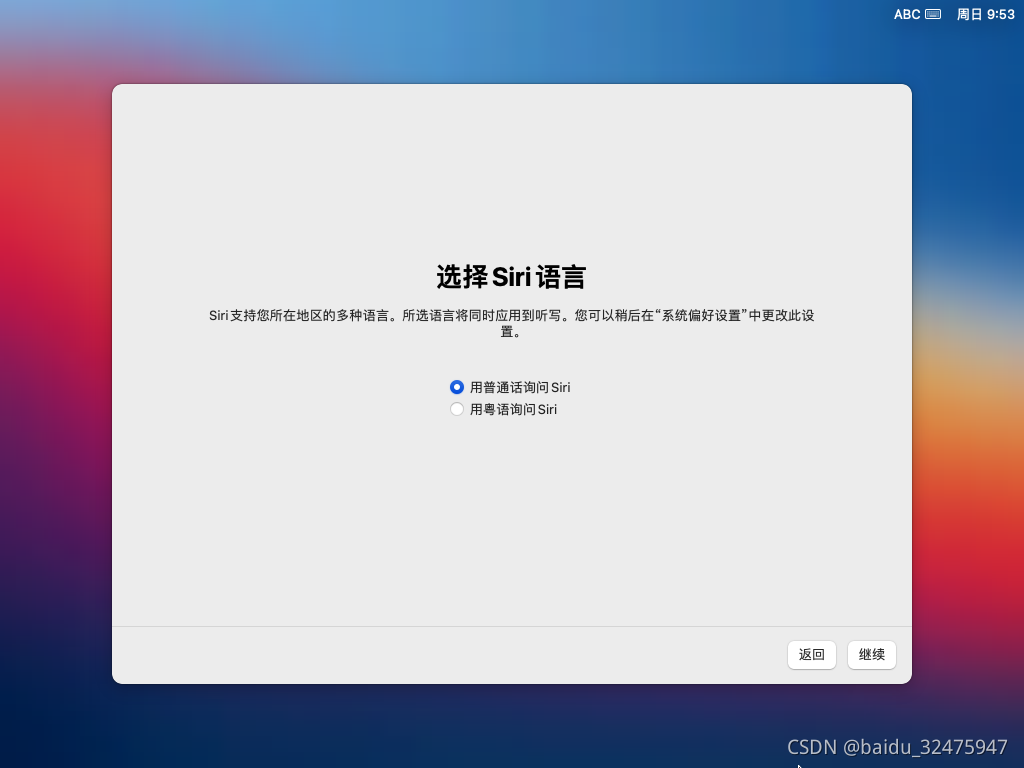 ABC 周日 9:53
选择 Siri 语言
Siri 支持您所在地区的多种语言。所选语言将同时应用到听写。您可以稍后在“系统偏好设置”中更改此设
置。
用普通话询问 Siri
用粤语询问 Siri
返回 继续
CSDN @baidu_32475947